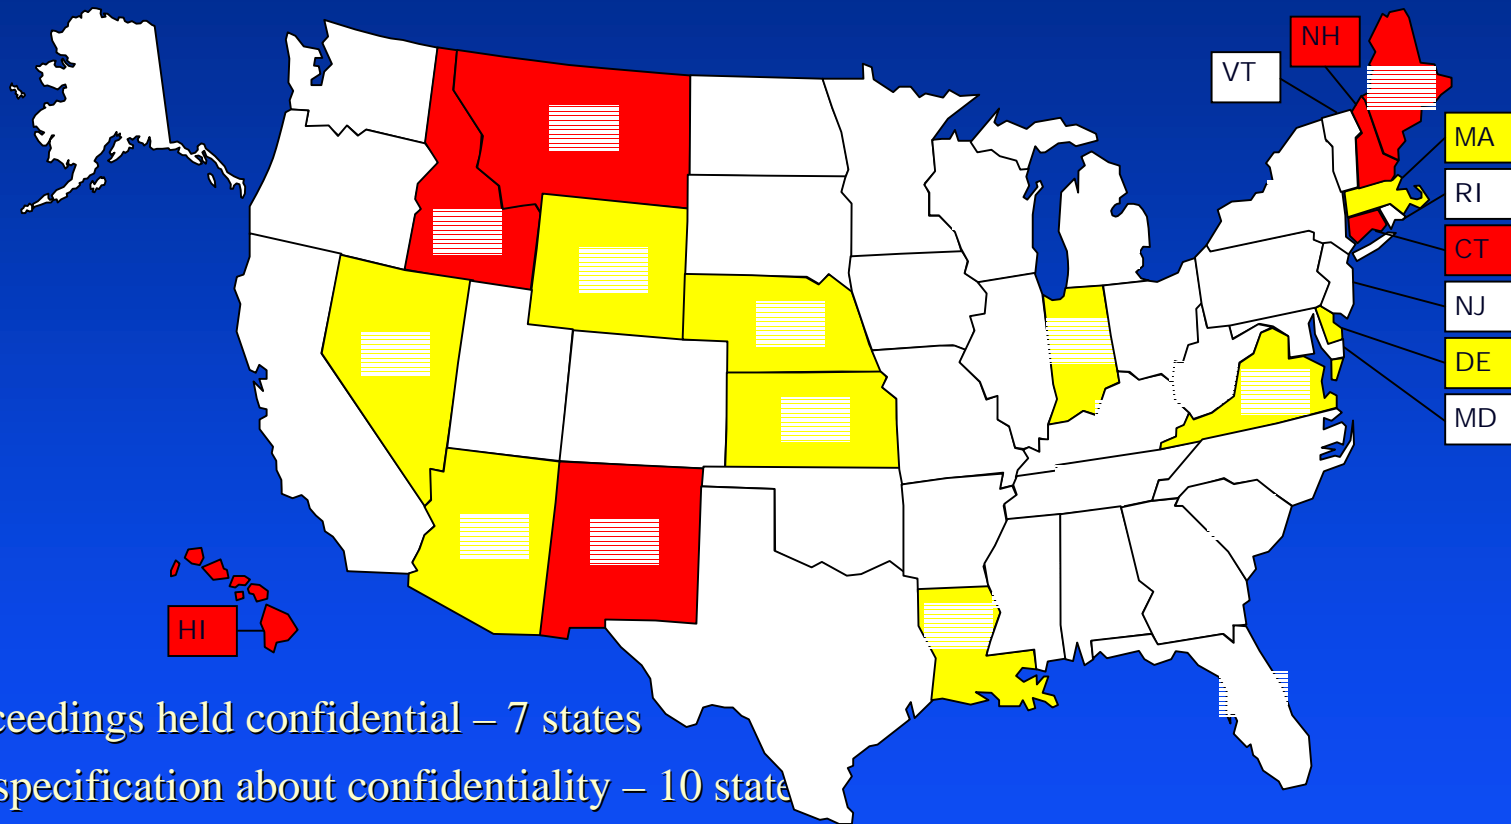 NH
VT
MA
RI
CT
NJ
DE
MD
HI
ceedings held confidential – 7 states
specification about confidentiality – 10 state